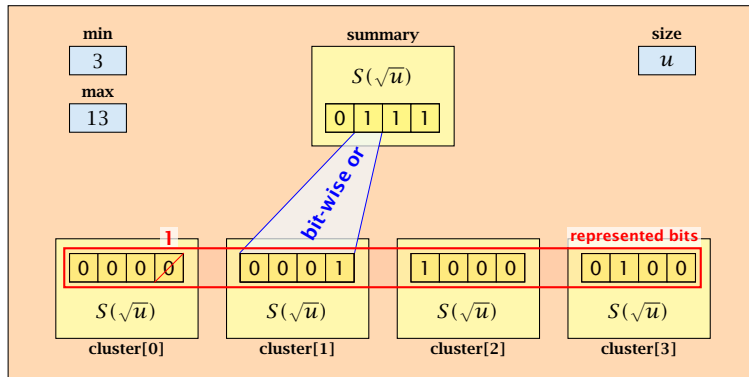 min
3
max
13
summary
S(√u)
0 1 1 1
size
u
bit-wise or
1
represented bits
0 0 0 0
0 0 0 1
1 0 0 0
0 1 0 0
S(√u)
S(√u)
S(√u)
S(√u)
cluster[0]
cluster[1]
cluster[2]
cluster[3]